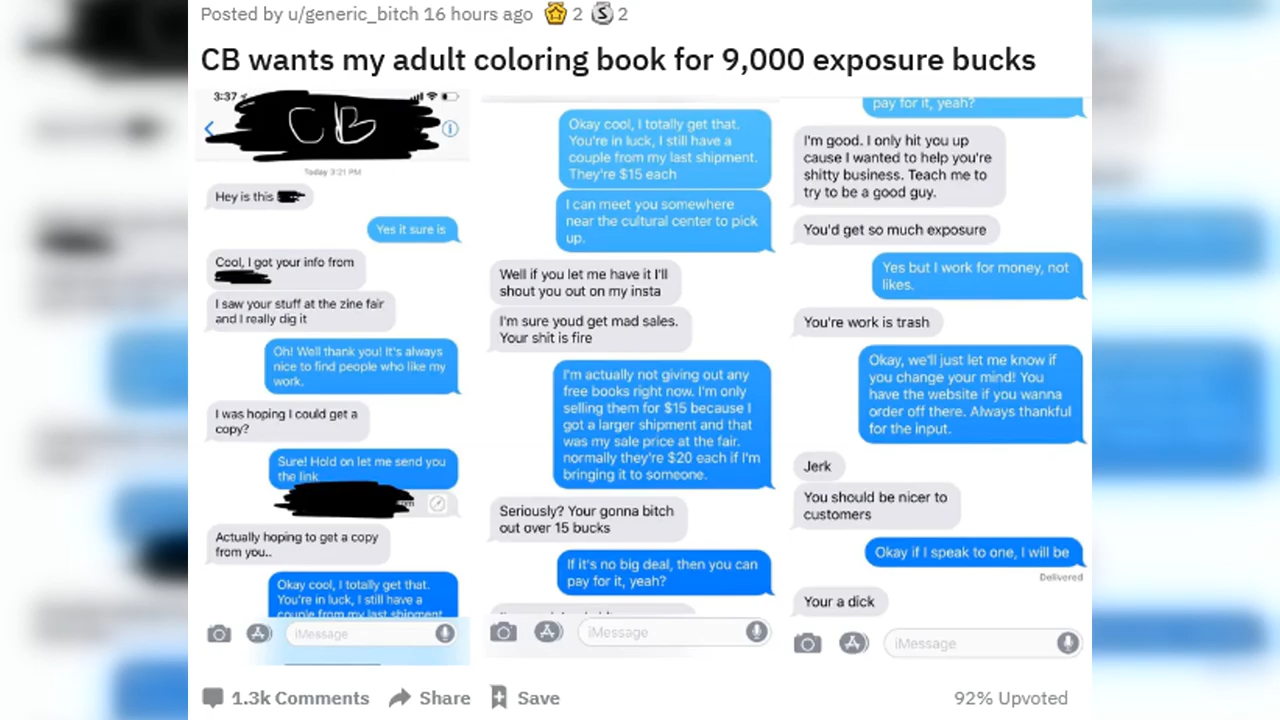 Posted by u/generic_bitch 16 hours ago 2 2
CB wants my adult coloring book for 9,000 exposure bucks
3:37
CB
Today 3:21 PM
Hey is this
Yes it sure is
Cool, I got your info from
I saw your stuff at the zine fair
and I really dig it
Oh! Well thank you! It's always
nice to find people who like my
work.
I was hoping I could get a
copy?
Sure! Hold on let me send you
the link
Actually hoping to get a copy
from you..
Okay cool, I totally get that.
You're in luck, I still have a
couple from my last shipment.
iMessage
Okay cool, I totally get that.
You're in luck, I still have a
couple from my last shipment.
They're $15 each
I can meet you somewhere
near the cultural center to pick
up.
Well if you let me have it I'll
shout you out on my insta
I'm sure youd get mad sales.
Your shit is fire
I'm actually not giving out any
free books right now. I'm only
selling them for $15 because I
got a larger shipment and that
was my sale price at the fair.
normally they're $20 each if I'm
bringing it to someone.
Seriously? Your gonna bitch
out over 15 bucks
If it's no big deal, then you can
pay for it, yeah?
iMessage
pay for it, yeah?
I'm good. I only hit you up
cause I wanted to help you're
shitty business. Teach me to
try to be a good guy.
You'd get so much exposure
Yes but I work for money, not
likes.
You're work is trash
Okay, we'll just let me know if
you change your mind! You
have the website if you wanna
order off there. Always thankful
for the input.
Jerk
You should be nicer to
customers
Okay if I speak to one, I will be
Delivered
Your a dick
iMessage
1.3k Comments Share Save 92% Upvoted